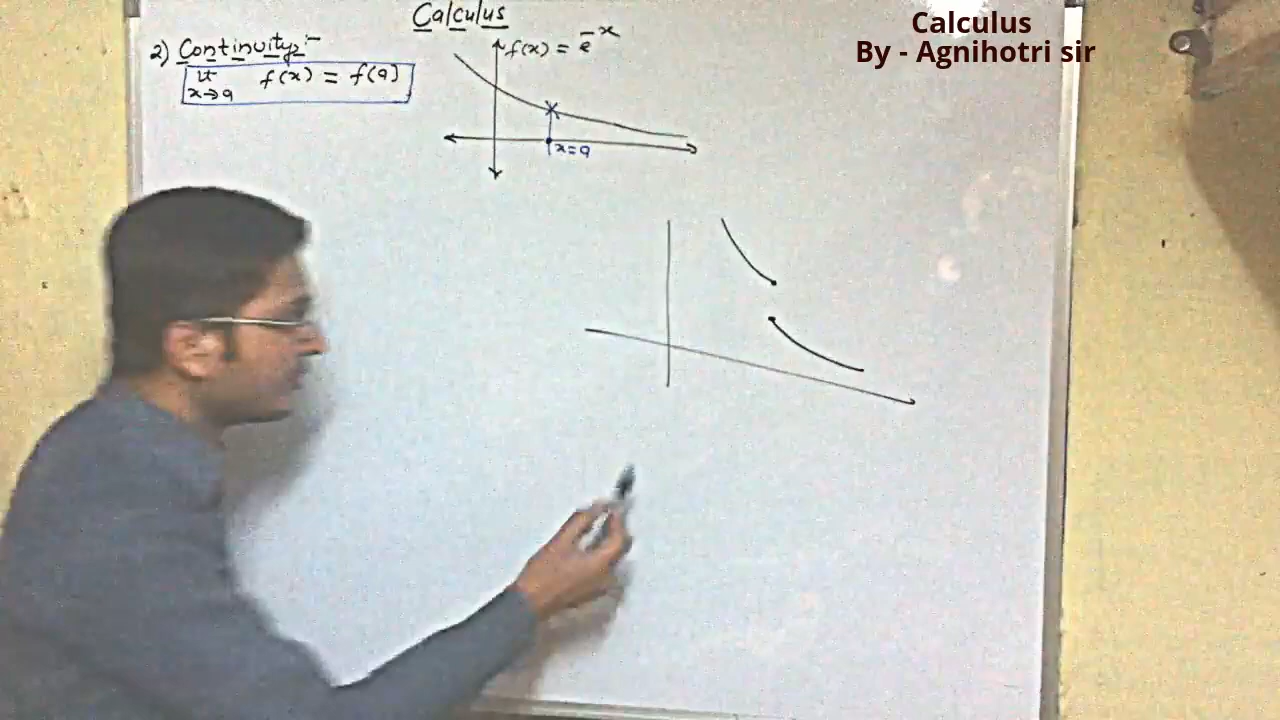 Calculus
2) Continuity:-
lt x→a f(x) = f(a)
f(x) = e^-x
x=a
Calculus
By - Agnihotri sir